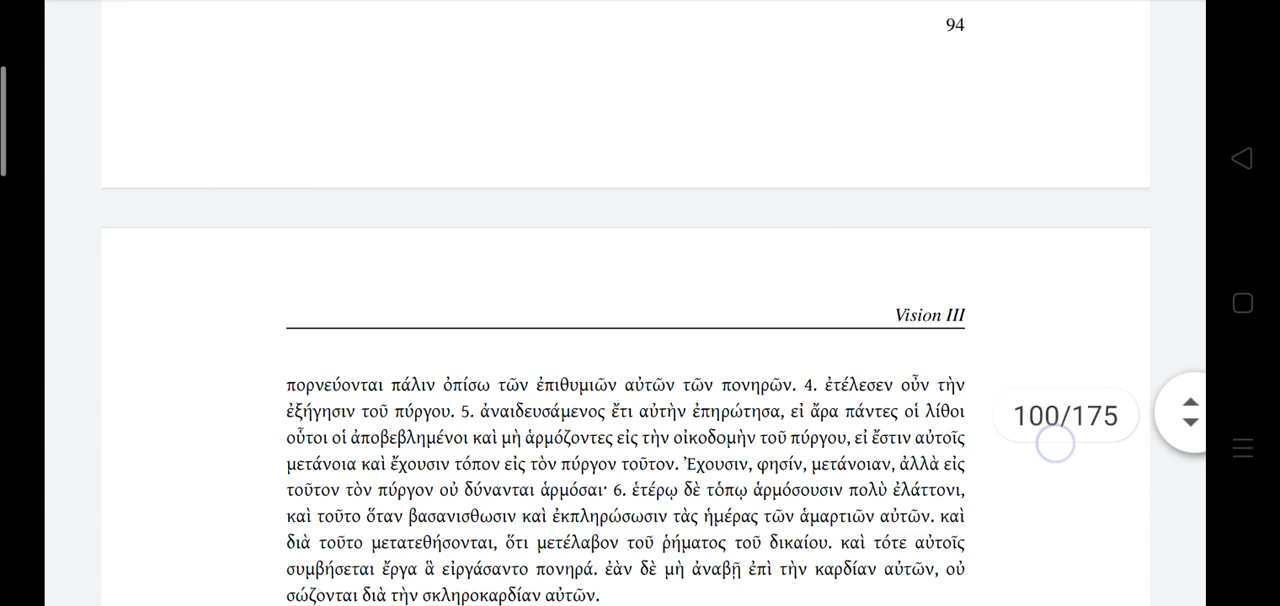 94
Vision III
πορνεύονται πάλιν ὀπίσω τῶν ἐπιθυμιῶν αὐτῶν τῶν πονηρῶν. 4. ἐτέλεσεν οὖν τὴν
ἐξήγησιν τοῦ πύργου. 5. ἀναιδευσάμενος ἔτι αὐτὴν ἐπηρώτησα, εἰ ἄρα πάντες οἱ λίθοι
οὗτοι οἱ ἀποβεβλημένοι καὶ μὴ ἁρμόζοντες εἰς τὴν οἰκοδομὴν τοῦ πύργου, εἰ ἔστιν αὐτοῖς
μετάνοια καὶ ἔχουσιν τόπον εἰς τὸν πύργον τοῦτον. Ἔχουσιν, φησίν, μετάνοιαν, ἀλλὰ εἰς
τοῦτον τὸν πύργον οὐ δύνανται ἁρμόσαι· 6. ἑτέρῳ δὲ τόπῳ ἁρμόσουσιν πολὺ ἐλάττονι,
καὶ τοῦτο ὅταν βασανισθωσιν καὶ ἐκπληρώσωσιν τὰς ἡμέρας τῶν ἁμαρτιῶν αὐτῶν. καὶ
διὰ τοῦτο μετατεθήσονται, ὅτι μετέλαβον τοῦ ῥήματος τοῦ δικαίου. καὶ τότε αὐτοῖς
συμβήσεται ἔργα ἃ εἰργάσαντο πονηρά. ἐὰν δὲ μὴ ἀναβῇ ἐπὶ τὴν καρδίαν αὐτῶν, οὐ
σώζονται διὰ τὴν σκληροκαρδίαν αὐτῶν.
100/175